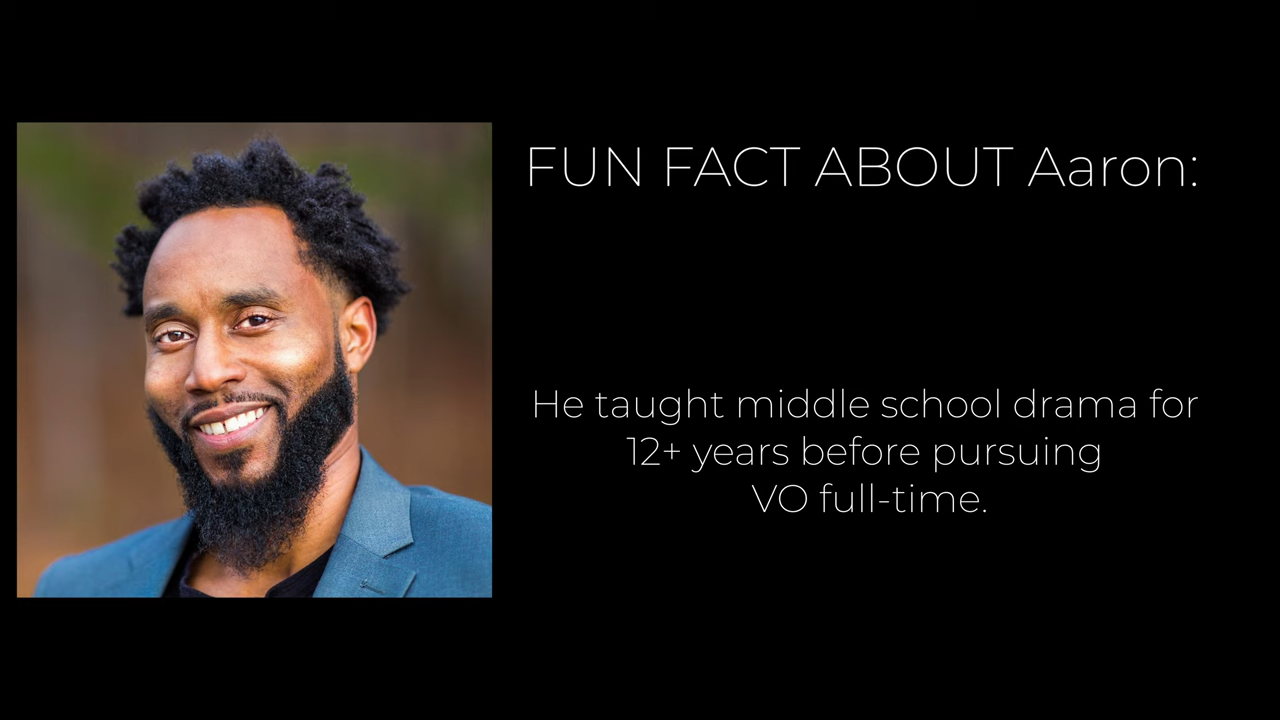 FUN FACT ABOUT Aaron:
He taught middle school drama for
12+ years before pursuing
VO full-time.